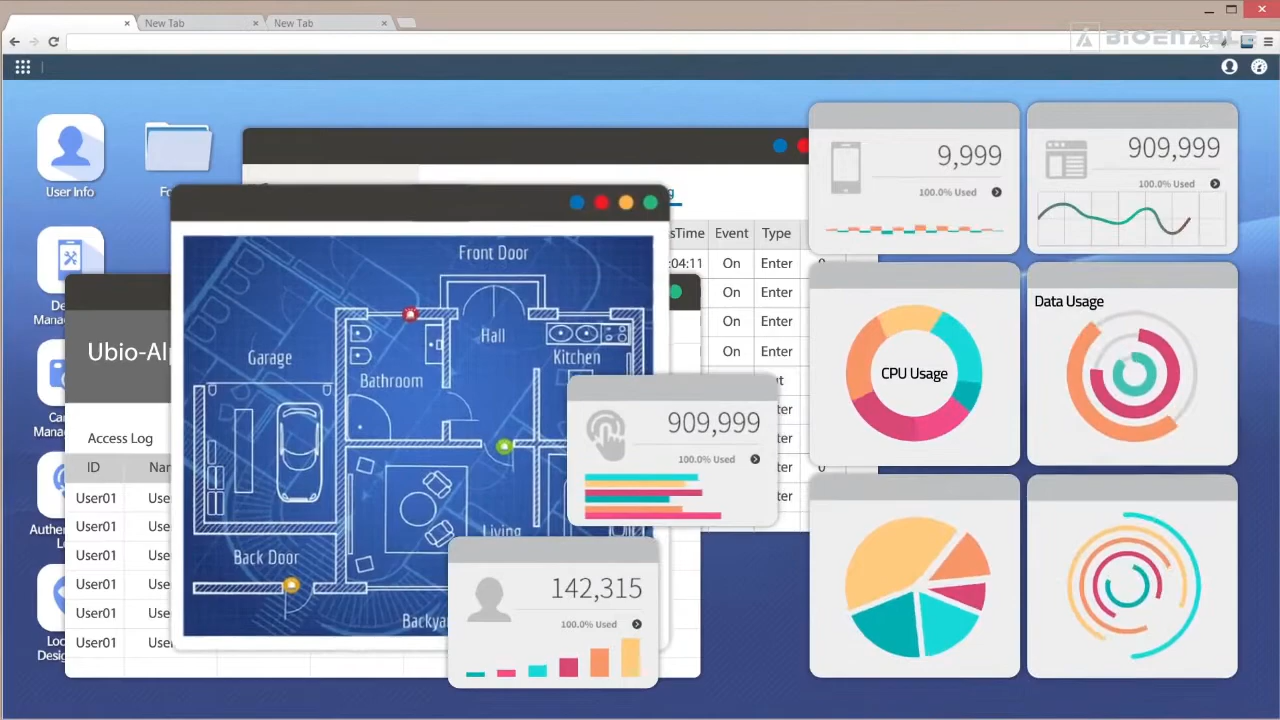 New Tab
New Tab
BIOENABLE
User Info
9,999
100.0% Used
909,999
100.0% Used
Event
Type
:04:11
On
Enter
On
Enter
On
Enter
On
Enter
Front Door
Hall
Kitchen
Garage
Bathroom
Living
Back Door
CPU Usage
Data Usage
Access Log
ID
User01
User01
User01
User01
User01
User01
909,999
100.0% Used
142,315
100.0% Used